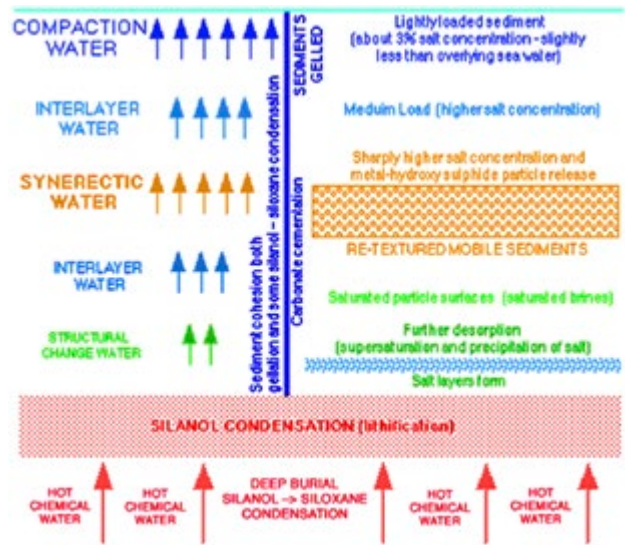 COMPACTION
WATER
INTERLAYER
WATER
SYNERECTIC
WATER
INTERLAYER
WATER
STRUCTURAL
CHANGE WATER
Sediment cohesion both
gellation and some silanol - siloxane condensation
SEDIMENTS
GELLED
Carbonate cementation
Lightly loaded sediment
(about 3% salt concentration - slightly
less than overlying sea water)
Meduim Load (higher salt concentration)
Sharply higher salt concentration and
metal-hydroxy sulphide particle release
RE-TEXTURED MOBILE SEDIMENTS
Saturated particle surfaces (saturated brines)
Further desorption
(supersaturation and precipitation of salt)
Salt layers form
SILANOL CONDENSATION (lithification)
HOT
CHEMICAL
WATER
HOT
CHEMICAL
WATER
DEEP BURIAL
SILANOL -> SILOXANE
CONDENSATION
HOT
CHEMICAL
WATER
HOT
CHEMICAL
WATER